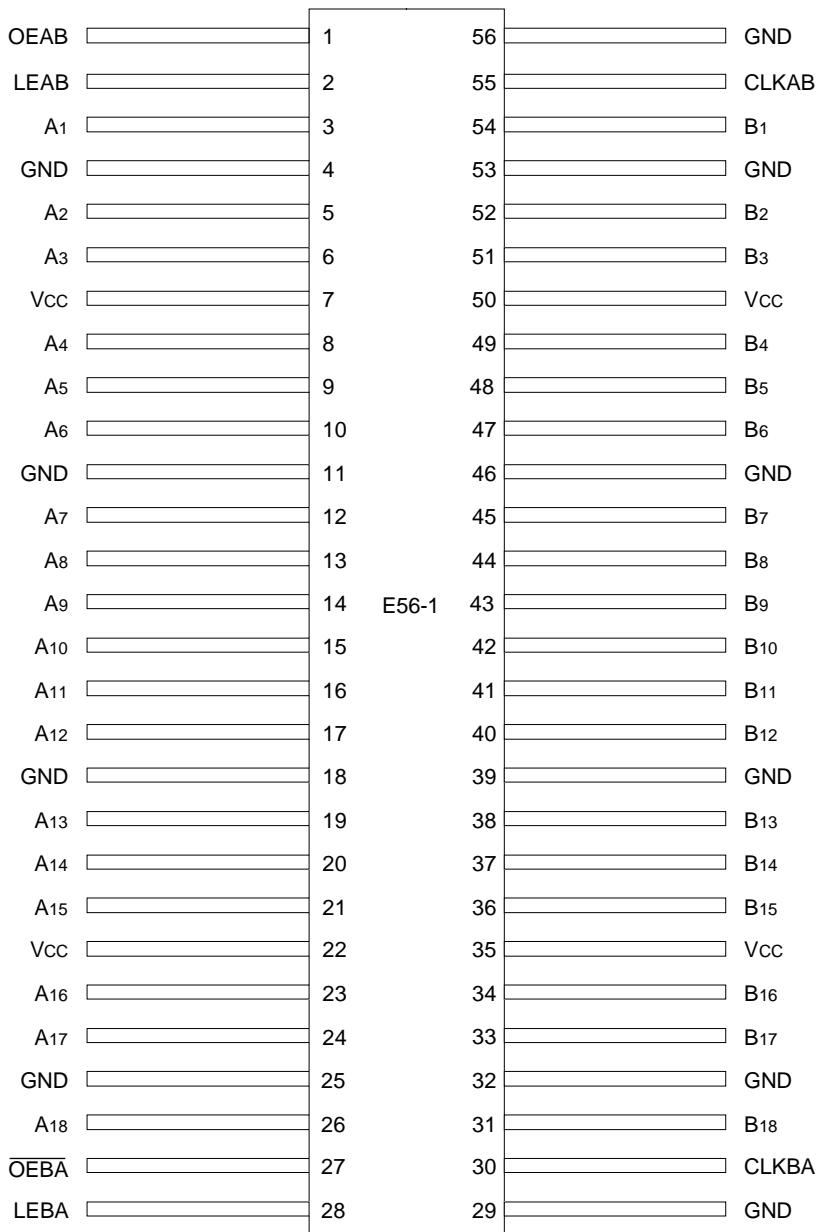 OEAB 1 56 GND
LEAB 2 55 CLKAB
A1 3 54 B1
GND 4 53 GND
A2 5 52 B2
A3 6 51 B3
VCC 7 50 VCC
A4 8 49 B4
A5 9 48 B5
A6 10 47 B6
GND 11 46 GND
A7 12 45 B7
A8 13 44 B8
A9 14 E56-1 43 B9
A10 15 42 B10
A11 16 41 B11
A12 17 40 B12
GND 18 39 GND
A13 19 38 B13
A14 20 37 B14
A15 21 36 B15
VCC 22 35 VCC
A16 23 34 B16
A17 24 33 B17
GND 25 32 GND
A18 26 31 B18
O̅E̅B̅A̅ 27 30 CLKBA
LEBA 28 29 GND